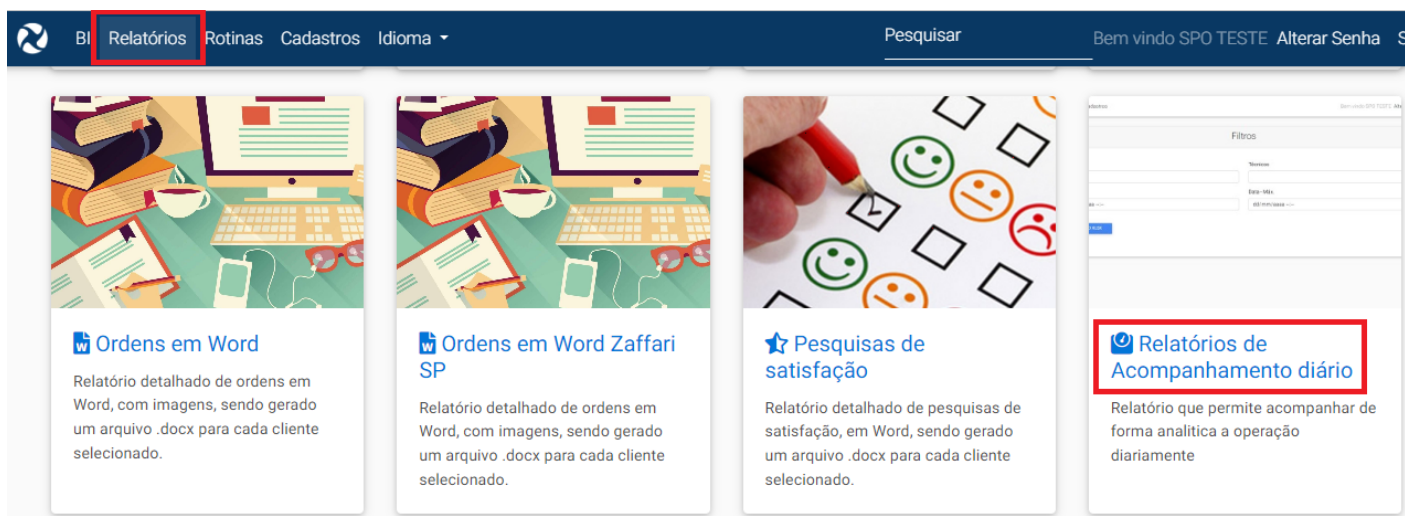 BI Relatórios Rotinas Cadastros Idioma Pesquisar Bem vindo SPO TESTE Alterar Senha
Filtros
Ordens em Word
Relatório detalhado de ordens em
Word, com imagens, sendo gerado
um arquivo .docx para cada cliente
selecionado.
Ordens em Word Zaffari
SP
Relatório detalhado de ordens em
Word, com imagens, sendo gerado
um arquivo .docx para cada cliente
selecionado.
Pesquisas de
satisfação
Relatório detalhado de pesquisas de
satisfação, em Word, sendo gerado
um arquivo .docx para cada cliente
selecionado.
Relatórios de
Acompanhamento diário
Relatório que permite acompanhar de
forma analitica a operação
diariamente